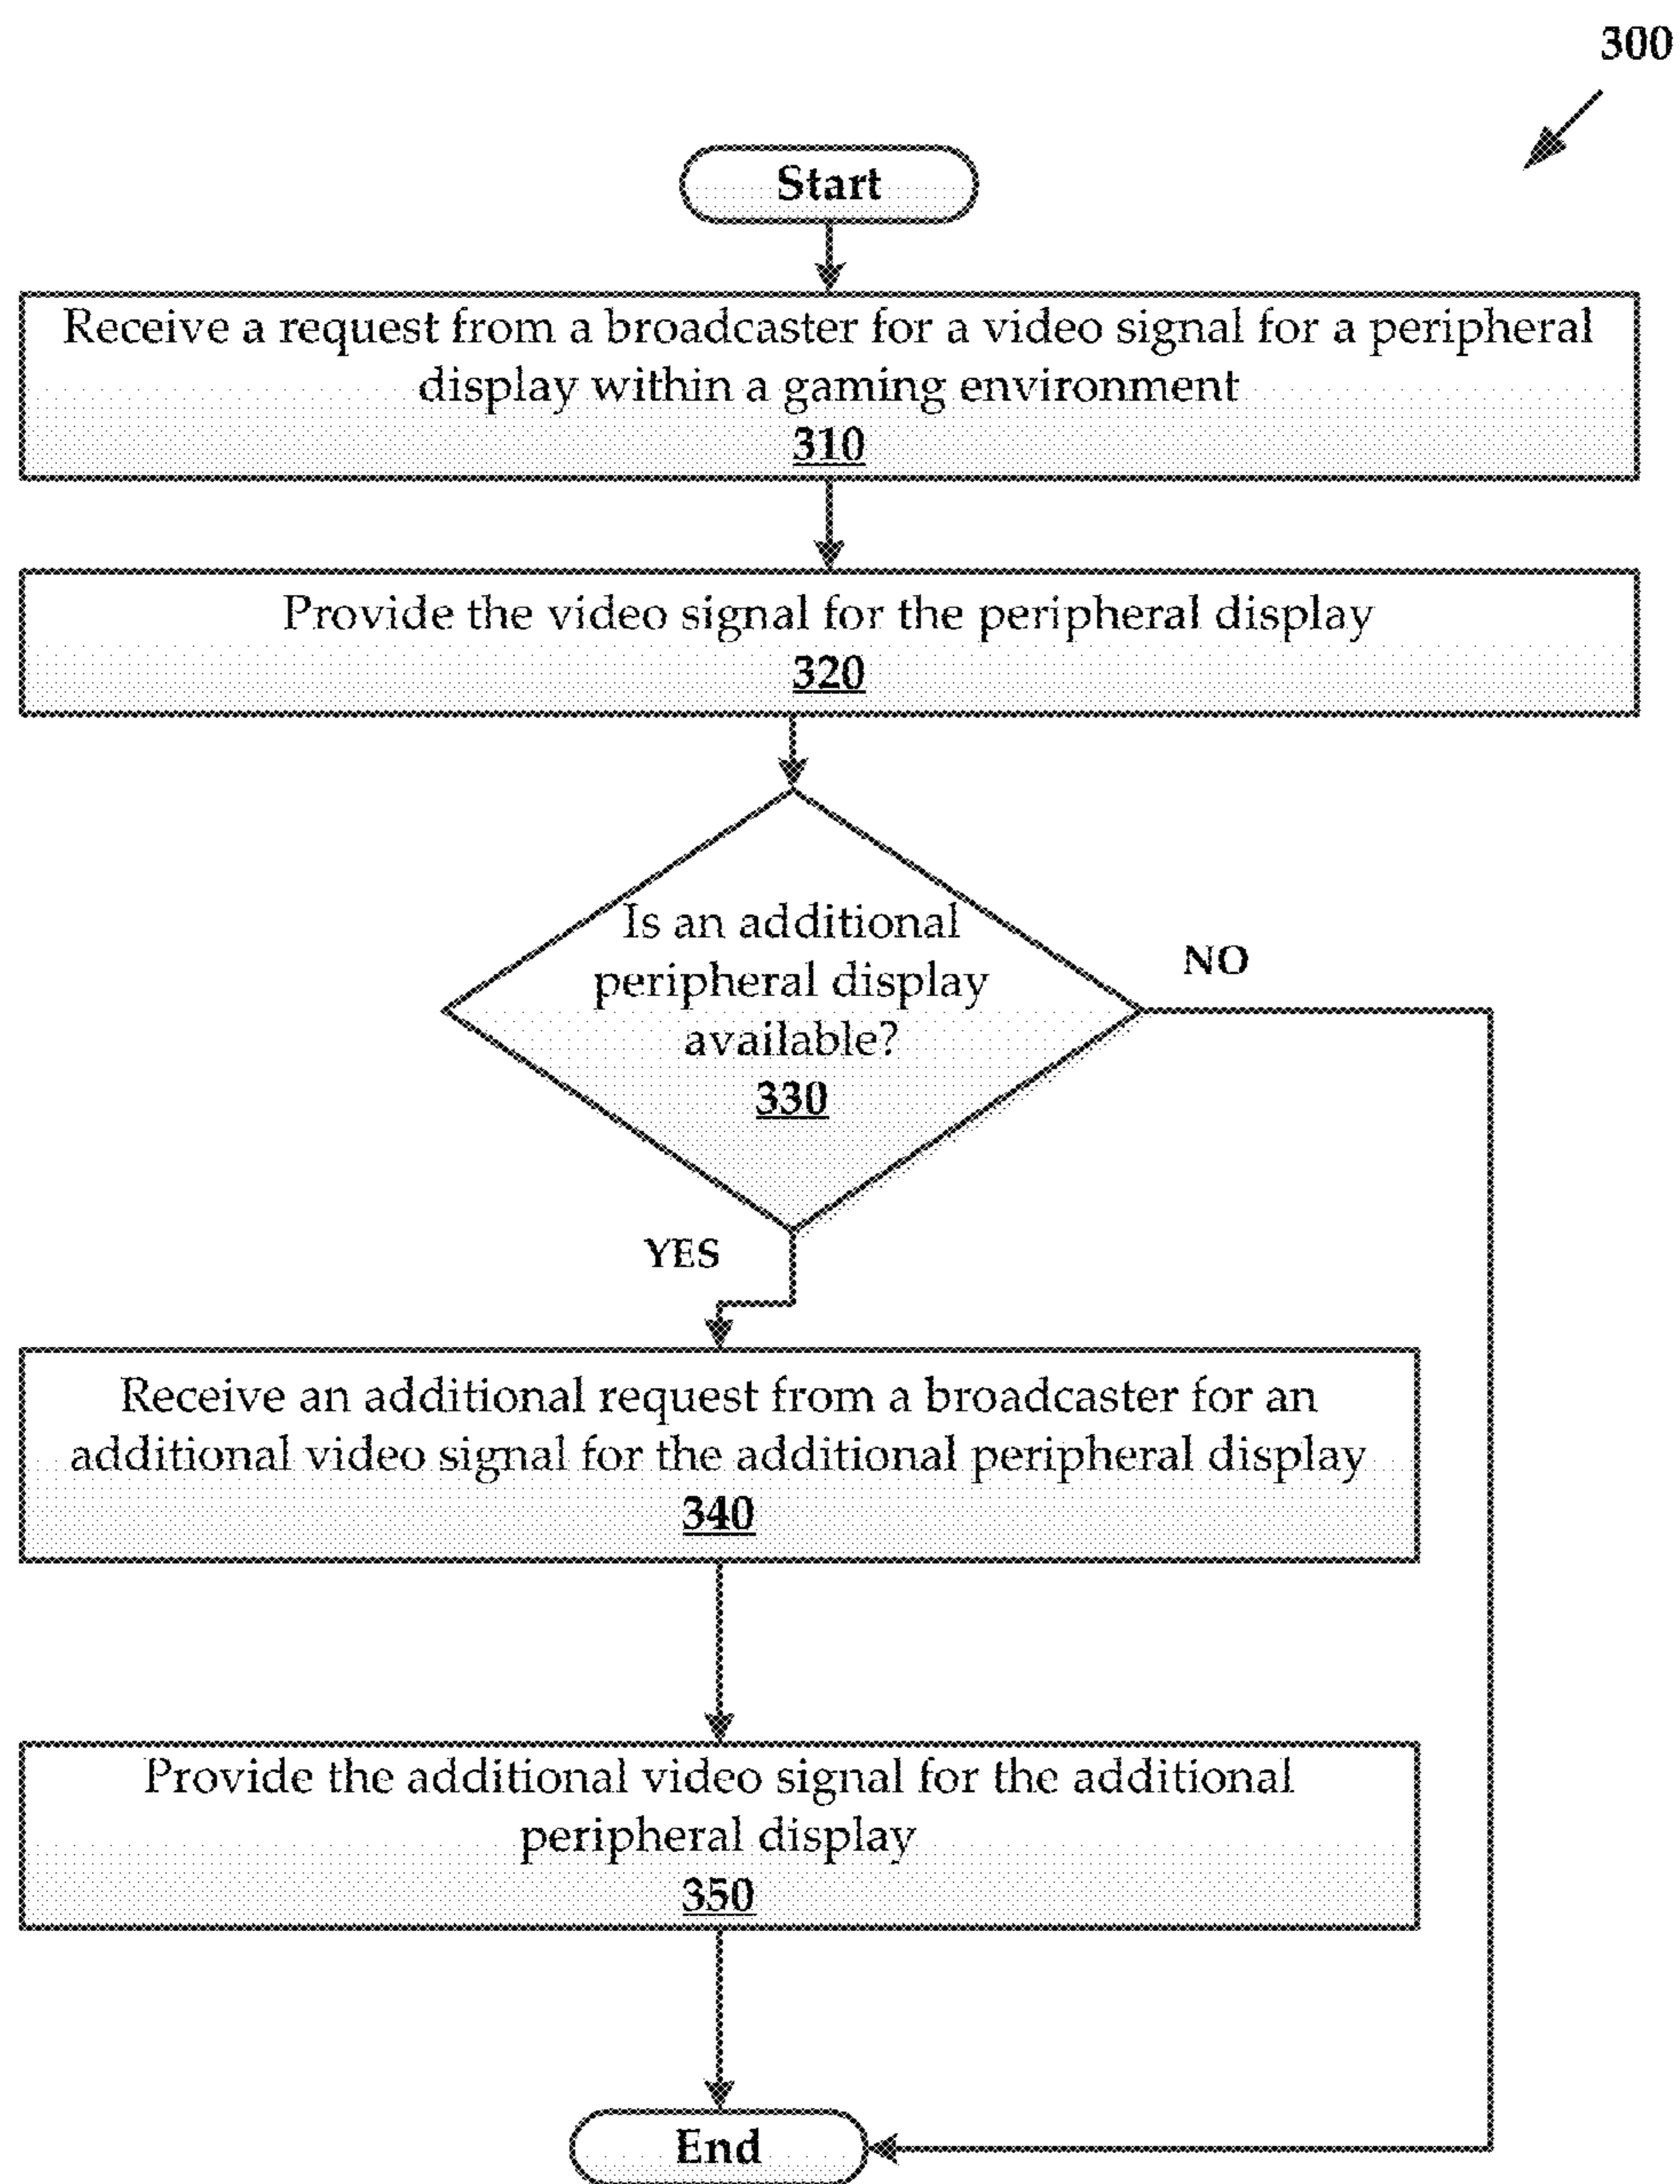 300
Start
Receive a request from a broadcaster for a video signal for a peripheral
display within a gaming environment
310
Provide the video signal for the peripheral display
320
Is an additional
peripheral display
available?
330
NO
YES
Receive an additional request from a broadcaster for an
additional video signal for the additional peripheral display
340
Provide the additional video signal for the additional
peripheral display
350
End